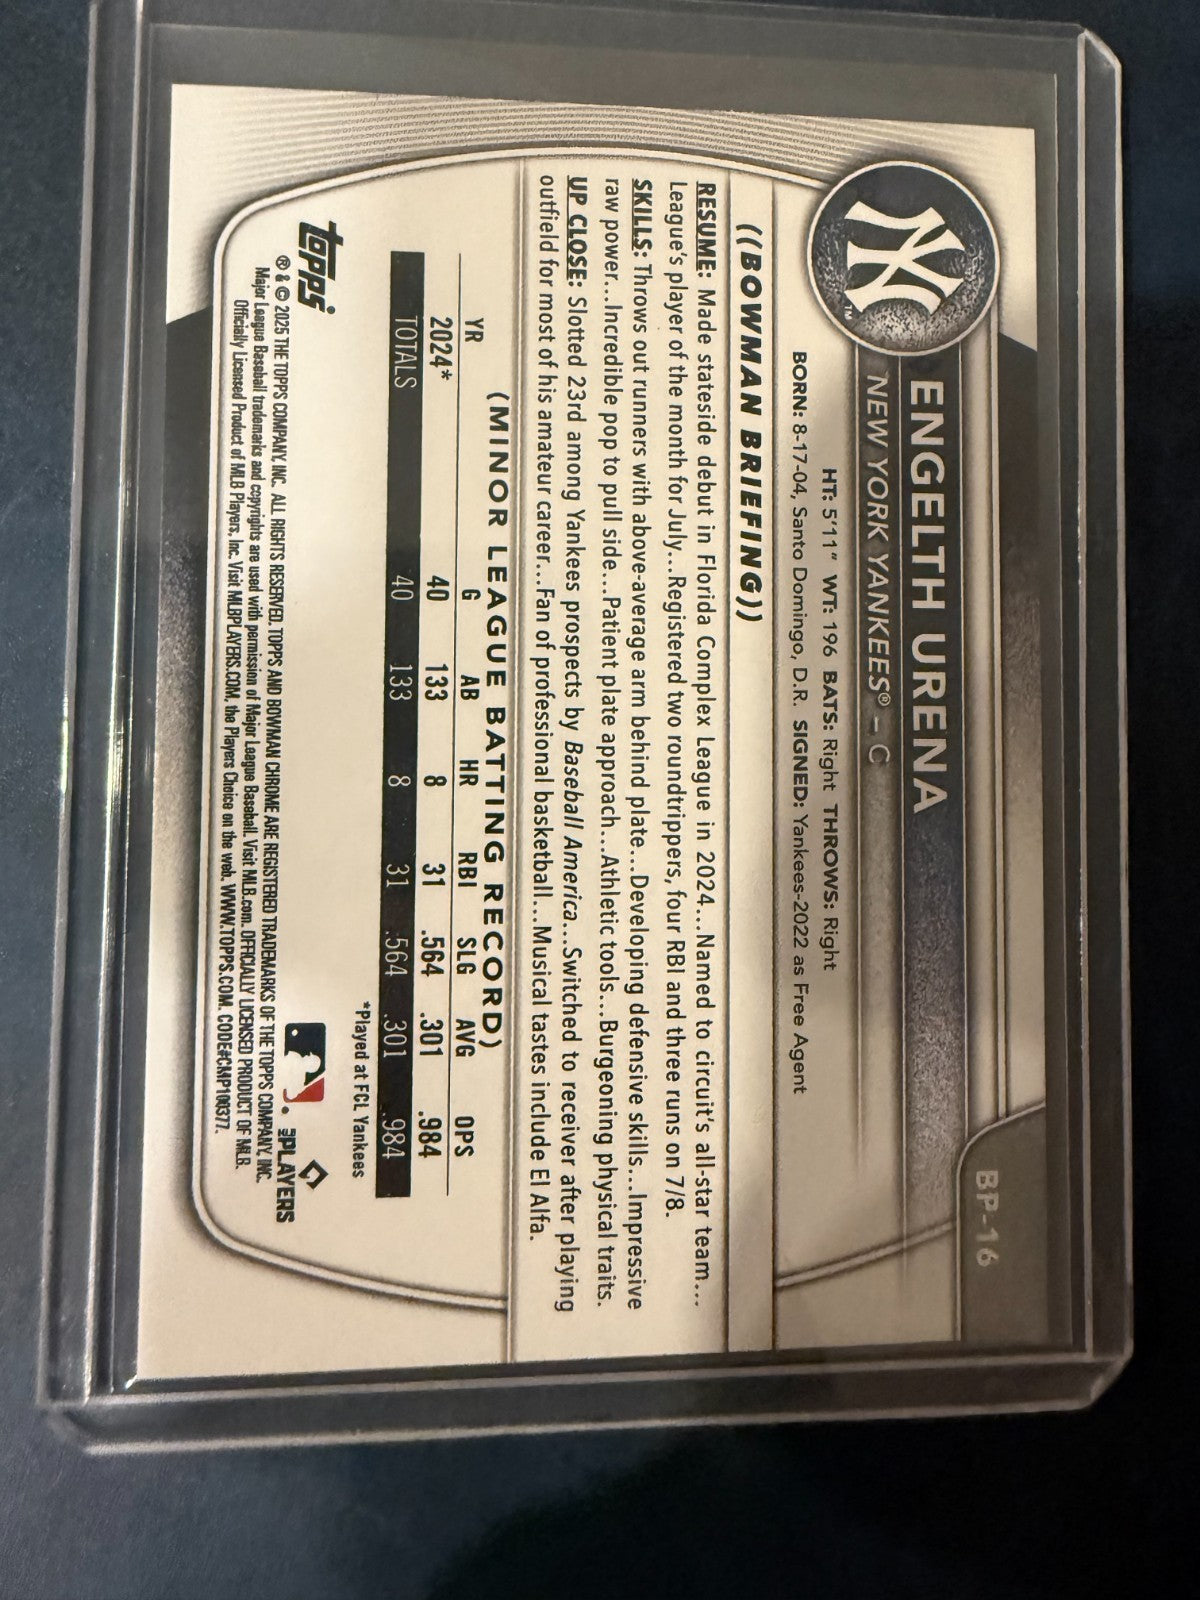 BP-16
ENGELTH URENA
NEW YORK YANKEES® – C
HT: 5'11" WT: 196 BATS: Right THROWS: Right
BORN: 8-17-04, Santo Domingo, D.R. SIGNED: Yankees-2022 as Free Agent
((BOWMAN BRIEFING))
RESUME: Made stateside debut in Florida Complex League in 2024...Named to circuit's all-star team...
League's player of the month for July...Registered two roundtrippers, four RBI and three runs on 7/8.
SKILLS: Throws out runners with above-average arm behind plate...Developing defensive skills...Impressive
raw power...Incredible pop to pull side...Patient plate approach...Athletic tools...Burgeoning physical traits.
UP CLOSE: Slotted 23rd among Yankees prospects by Baseball America...Switched to receiver after playing
outfield for most of his amateur career...Fan of professional basketball...Musical tastes include El Alfa.
(MINOR LEAGUE BATTING RECORD)
YR G AB HR RBI SLG AVG OPS
2024* 40 133 8 31 .564 .301 .984
TOTALS 40 133 8 31 .564 .301 .984
*Played at FCL Yankees
topps
MLB PLAYERS
® & © 2025 THE TOPPS COMPANY, INC. ALL RIGHTS RESERVED. TOPPS AND BOWMAN CHROME ARE REGISTERED TRADEMARKS OF THE TOPPS COMPANY, INC.
Major League Baseball trademarks and copyrights are used with permission of Major League Baseball. Visit MLB.com. OFFICIALLY LICENSED PRODUCT OF MLB.
Officially Licensed Product of MLB Players, Inc. Visit MLBPLAYERS.COM, the Players Choice on the web. WWW.TOPPS.COM. CODE#CMP100377.